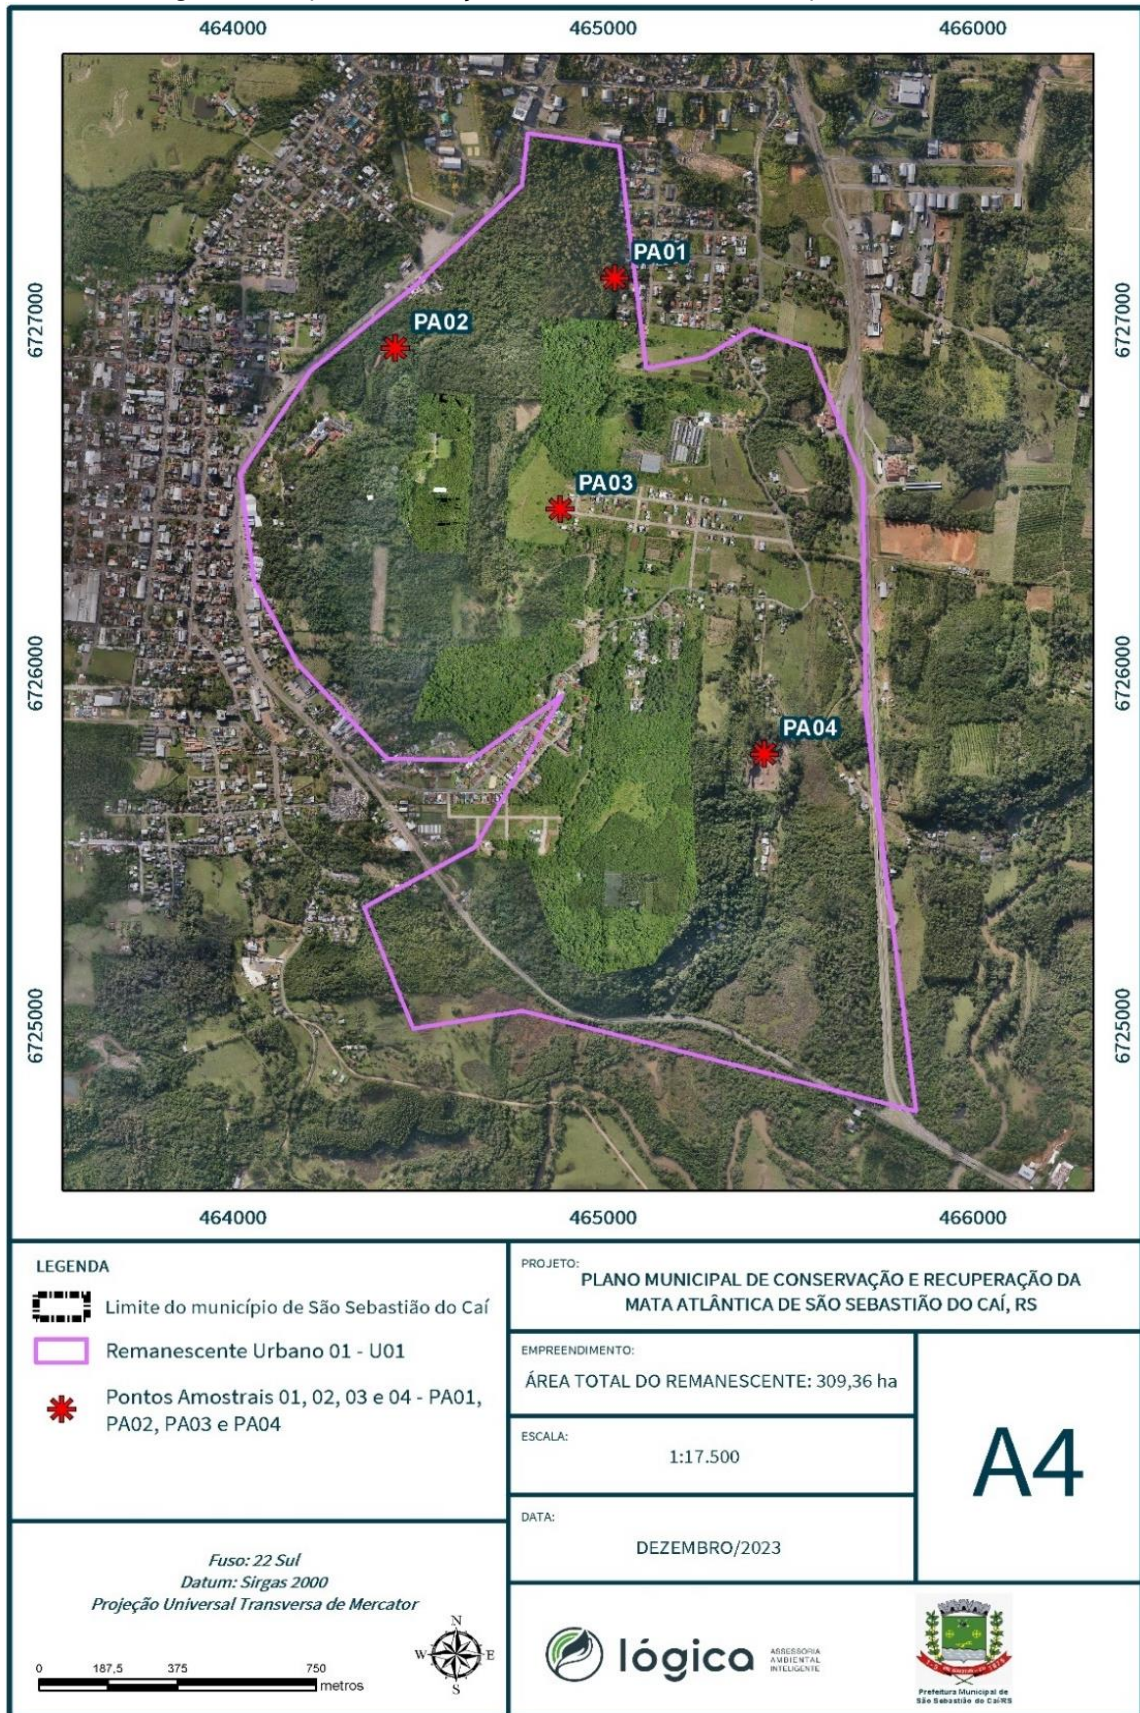 464000 465000 466000
6727000 6727000
PA01
PA02
PA03
6726000 6726000
PA04
6725000 6725000
464000 465000 466000
LEGENDA
Limite do município de São Sebastião do Caí
Remanescente Urbano 01 - U01
Pontos Amostrais 01, 02, 03 e 04 - PA01,
PA02, PA03 e PA04
Fuso: 22 Sul
Datum: Sirgas 2000
Projeção Universal Transversa de Mercator
N
W E
S
0 187,5 375 750
metros
PROJETO:
PLANO MUNICIPAL DE CONSERVAÇÃO E RECUPERAÇÃO DA
MATA ATLÂNTICA DE SÃO SEBASTIÃO DO CAÍ, RS
EMPREENDIMENTO:
ÁREA TOTAL DO REMANESCENTE: 309,36 ha
ESCALA:
1:17.500
DATA:
DEZEMBRO/2023
A4
lógica
ASSESSORIA
AMBIENTAL
INTELIGENTE
Prefeitura Municipal de
São Sebastião do Caí/RS